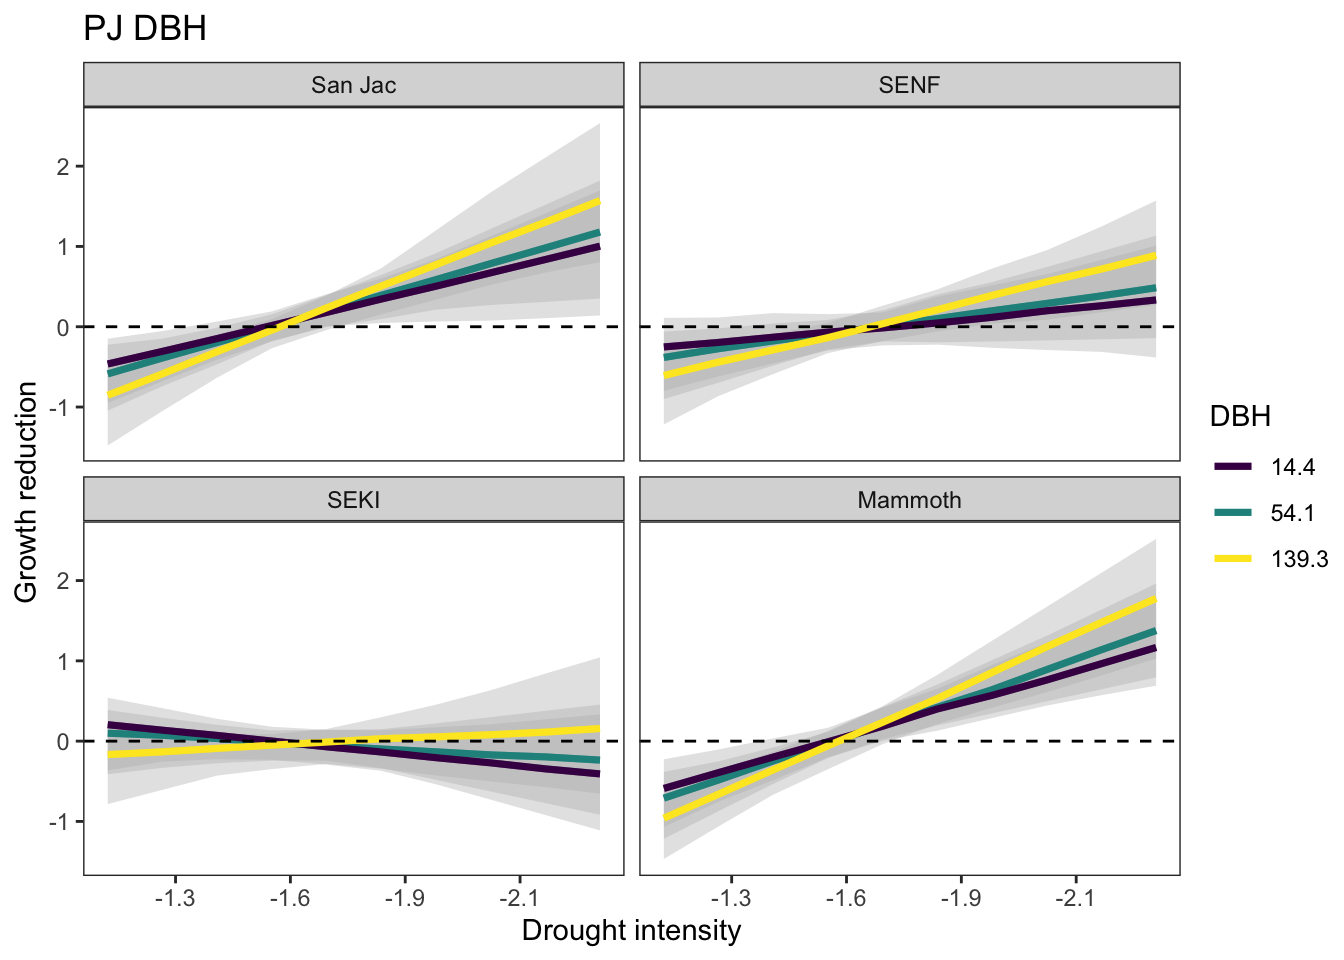 PJ DBH
San Jac
SENF
2
1
0
-1
SEKI
Mammoth
2
1
0
-1
Growth reduction
-1.3
-1.6
-1.9
-2.1
-1.3
-1.6
-1.9
-2.1
Drought intensity
DBH
14.4
54.1
139.3